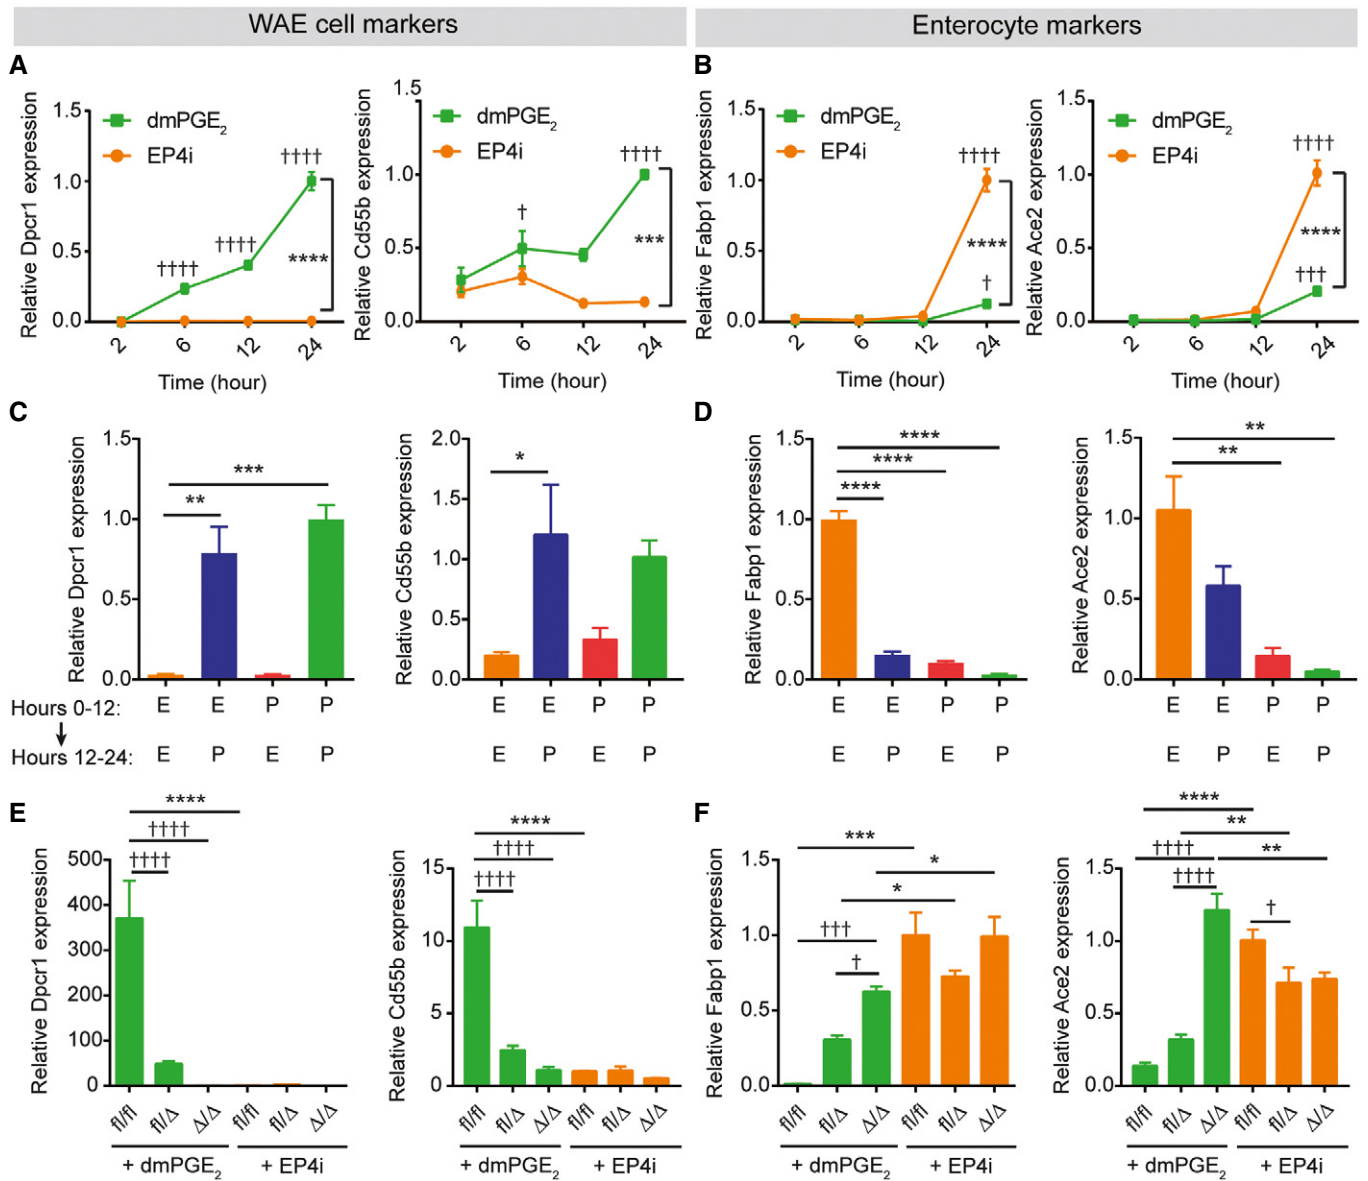 WAE cell markers
Enterocyte markers
A
Relative Dpcr1 expression
1.5
1.0
0.5
0.0
dmPGE2
EP4i
††††
††††
††††
****
2 6 12 24
Time (hour)
Relative Cd55b expression
1.5
1.0
0.5
0.0
dmPGE2
EP4i
†
††††
***
2 6 12 24
Time (hour)
B
Relative Fabp1 expression
1.5
1.0
0.5
0.0
dmPGE2
EP4i
††††
****
†
2 6 12 24
Time (hour)
Relative Ace2 expression
1.5
1.0
0.5
0.0
dmPGE2
EP4i
††††
****
†††
2 6 12 24
Time (hour)
C
Relative Dpcr1 expression
1.5
1.0
0.5
0.0
***
**
Relative Cd55b expression
2.0
1.5
1.0
0.5
0.0
*
Hours 0-12:
E E P P
E E P P
Hours 12-24:
E P E P
E P E P
D
Relative Fabp1 expression
1.5
1.0
0.5
0.0
****
****
****
Relative Ace2 expression
1.5
1.0
0.5
0.0
**
**
E E P P
E E P P
E P E P
E P E P
E
Relative Dpcr1 expression
500
400
300
200
100
0
****
††††
††††
fl/fl fl/Δ Δ/Δ fl/fl fl/Δ Δ/Δ
+ dmPGE2 + EP4i
Relative Cd55b expression
15
10
5
0
****
††††
††††
fl/fl fl/Δ Δ/Δ fl/fl fl/Δ Δ/Δ
+ dmPGE2 + EP4i
F
Relative Fabp1 expression
1.5
1.0
0.5
0.0
***
*
*
†††
†
fl/fl fl/Δ Δ/Δ fl/fl fl/Δ Δ/Δ
+ dmPGE2 + EP4i
Relative Ace2 expression
1.5
1.0
0.5
0.0
****
**
††††
**
††††
†
fl/fl fl/Δ Δ/Δ fl/fl fl/Δ Δ/Δ
+ dmPGE2 + EP4i